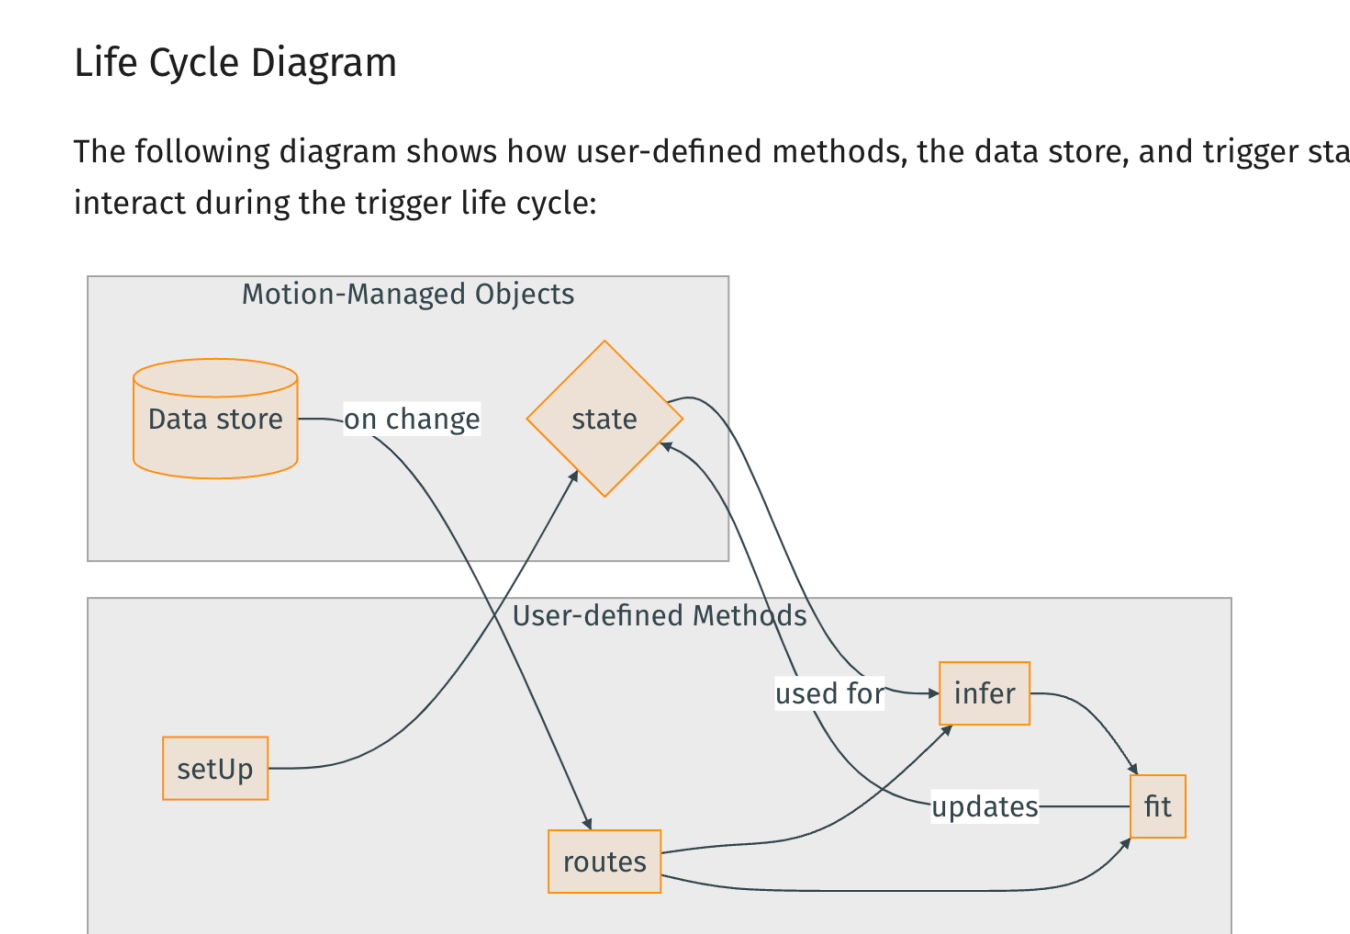 Life Cycle Diagram
The following diagram shows how user-defined methods, the data store, and trigger sta
interact during the trigger life cycle:
Motion-Managed Objects
Data store
on change
state
User-defined Methods
used for
infer
setUp
updates
fit
routes